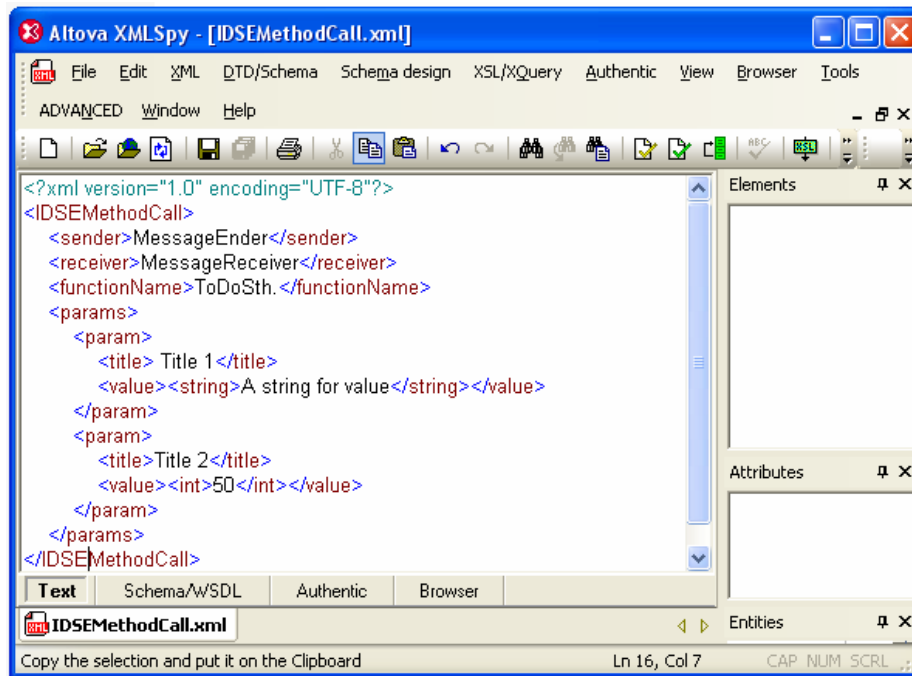 Altova XMLSpy - [IDSEMethodCall.xml]
File Edit XML DTD/Schema Schema design XSL/XQuery Authentic View Browser Tools
ADVANCED Window Help
<?xml version="1.0" encoding="UTF-8"?>
<IDSEMethodCall>
<sender>MessageEnder</sender>
<receiver>MessageReceiver</receiver>
<functionName>ToDoSth.</functionName>
<params>
<param>
<title> Title 1</title>
<value><string>A string for value</string></value>
</param>
<param>
<title>Title 2</title>
<value><int>50</int></value>
</param>
</params>
</IDSEMethodCall>
Elements
Attributes
Entities
Text Schema/WSDL Authentic Browser
IDSEMethodCall.xml
Copy the selection and put it on the Clipboard Ln 16, Col 7 CAP NUM SCRL